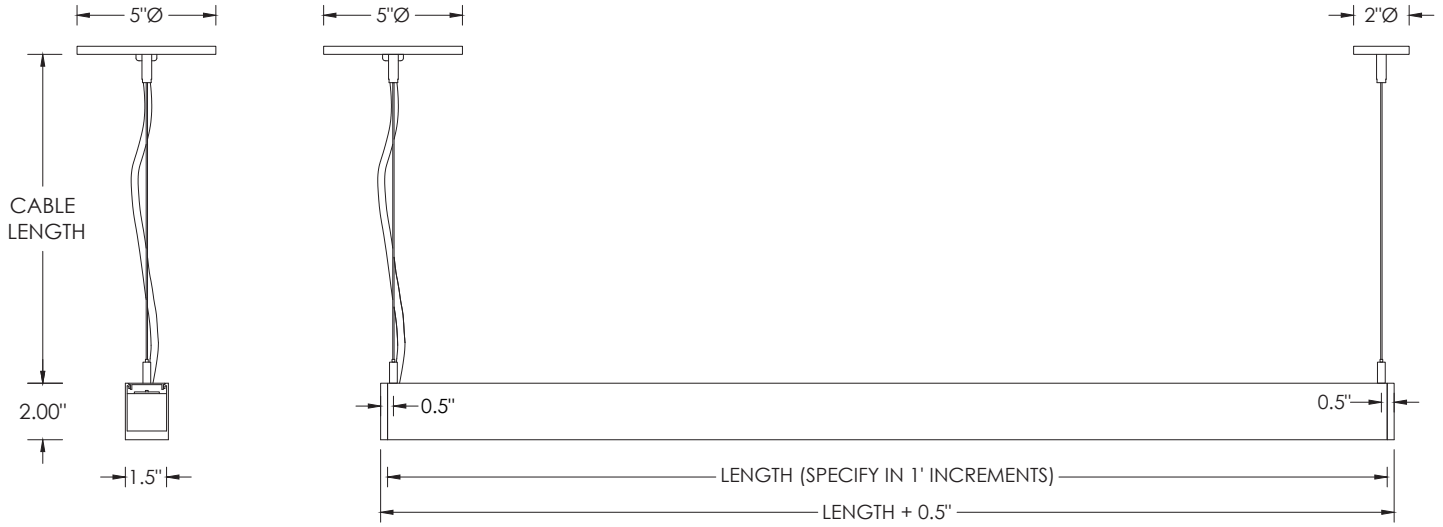 5"Ø
5"Ø
2"Ø
CABLE
LENGTH
2.00"
0.5"
0.5"
1.5"
LENGTH (SPECIFY IN 1' INCREMENTS)
LENGTH + 0.5"